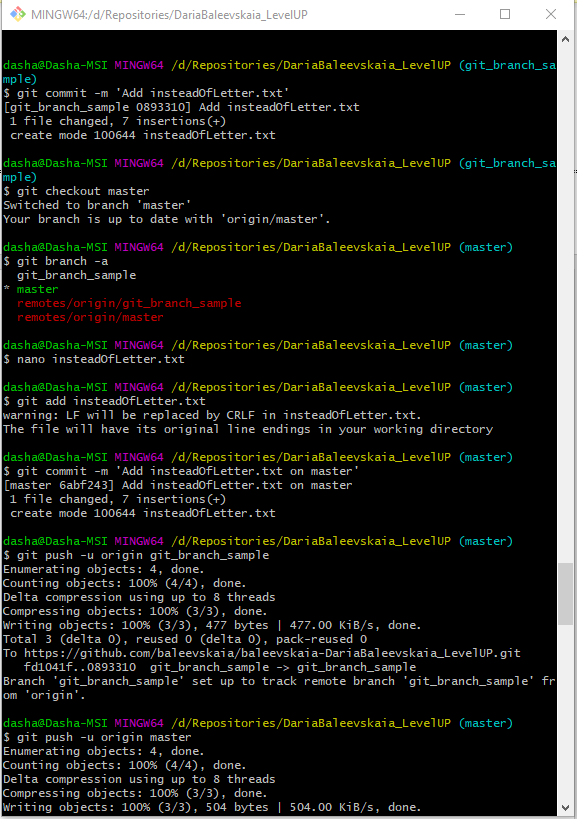 MINGW64:/d/Repositories/DariaBaleevskaia_LevelUP
dasha@Dasha-MSI MINGW64 /d/Repositories/DariaBaleevskaia_LevelUP (git_branch_sa
mple)
$ git commit -m 'Add insteadOfLetter.txt'
[git_branch_sample 0893310] Add insteadOfLetter.txt
 1 file changed, 7 insertions(+)
 create mode 100644 insteadOfLetter.txt
dasha@Dasha-MSI MINGW64 /d/Repositories/DariaBaleevskaia_LevelUP (git_branch_sa
mple)
$ git checkout master
Switched to branch 'master'
Your branch is up to date with 'origin/master'.
dasha@Dasha-MSI MINGW64 /d/Repositories/DariaBaleevskaia_LevelUP (master)
$ git branch -a
  git_branch_sample
* master
  remotes/origin/git_branch_sample
  remotes/origin/master
dasha@Dasha-MSI MINGW64 /d/Repositories/DariaBaleevskaia_LevelUP (master)
$ nano insteadOfLetter.txt
dasha@Dasha-MSI MINGW64 /d/Repositories/DariaBaleevskaia_LevelUP (master)
$ git add insteadOfLetter.txt
warning: LF will be replaced by CRLF in insteadOfLetter.txt.
The file will have its original line endings in your working directory
dasha@Dasha-MSI MINGW64 /d/Repositories/DariaBaleevskaia_LevelUP (master)
$ git commit -m 'Add insteadOfLetter.txt on master'
[master 6abf243] Add insteadOfLetter.txt on master
 1 file changed, 7 insertions(+)
 create mode 100644 insteadOfLetter.txt
dasha@Dasha-MSI MINGW64 /d/Repositories/DariaBaleevskaia_LevelUP (master)
$ git push -u origin git_branch_sample
Enumerating objects: 4, done.
Counting objects: 100% (4/4), done.
Delta compression using up to 8 threads
Compressing objects: 100% (3/3), done.
Writing objects: 100% (3/3), 477 bytes | 477.00 KiB/s, done.
Total 3 (delta 0), reused 0 (delta 0), pack-reused 0
To https://github.com/baleevskaia/baleevskaia-DariaBaleevskaia_LevelUP.git
   fd1041f..0893310  git_branch_sample -> git_branch_sample
Branch 'git_branch_sample' set up to track remote branch 'git_branch_sample' fr
om 'origin'.
dasha@Dasha-MSI MINGW64 /d/Repositories/DariaBaleevskaia_LevelUP (master)
$ git push -u origin master
Enumerating objects: 4, done.
Counting objects: 100% (4/4), done.
Delta compression using up to 8 threads
Compressing objects: 100% (3/3), done.
Writing objects: 100% (3/3), 504 bytes | 504.00 KiB/s, done.